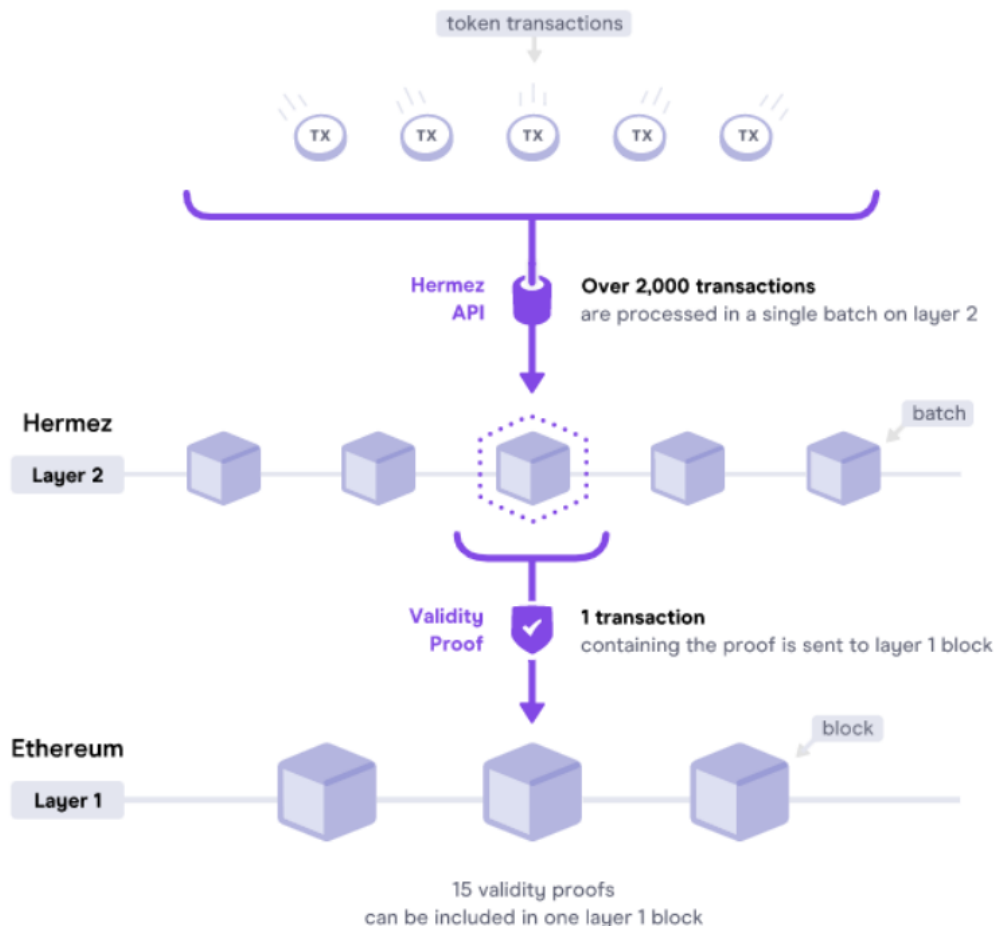 token transactions
TX TX TX TX TX
Hermez
API
Over 2,000 transactions
are processed in a single batch on layer 2
Hermez
batch
Layer 2
Validity
Proof
1 transaction
containing the proof is sent to layer 1 block
Ethereum
block
Layer 1
15 validity proofs
can be included in one layer 1 block